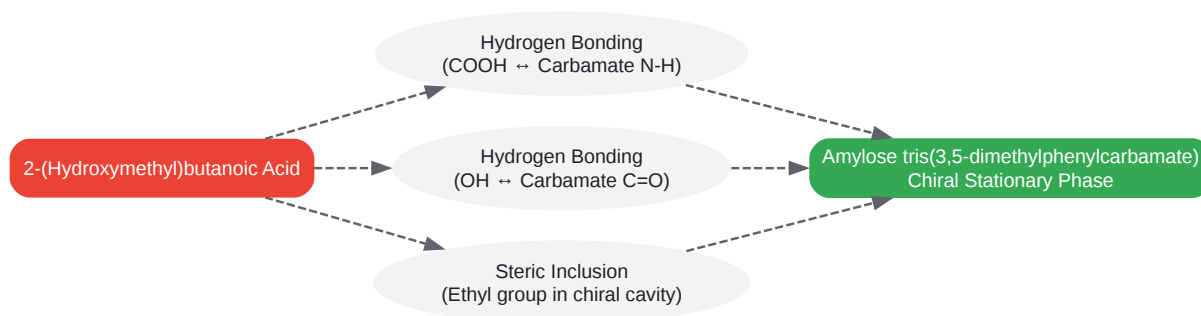 Hydrogen Bonding
(COOH ↔ Carbamate N-H)
2-(Hydroxymethyl)butanoic Acid
Hydrogen Bonding
(OH ↔ Carbamate C=O)
Amylose tris(3,5-dimethylphenylcarbamate)
Chiral Stationary Phase
Steric Inclusion
(Ethyl group in chiral cavity)